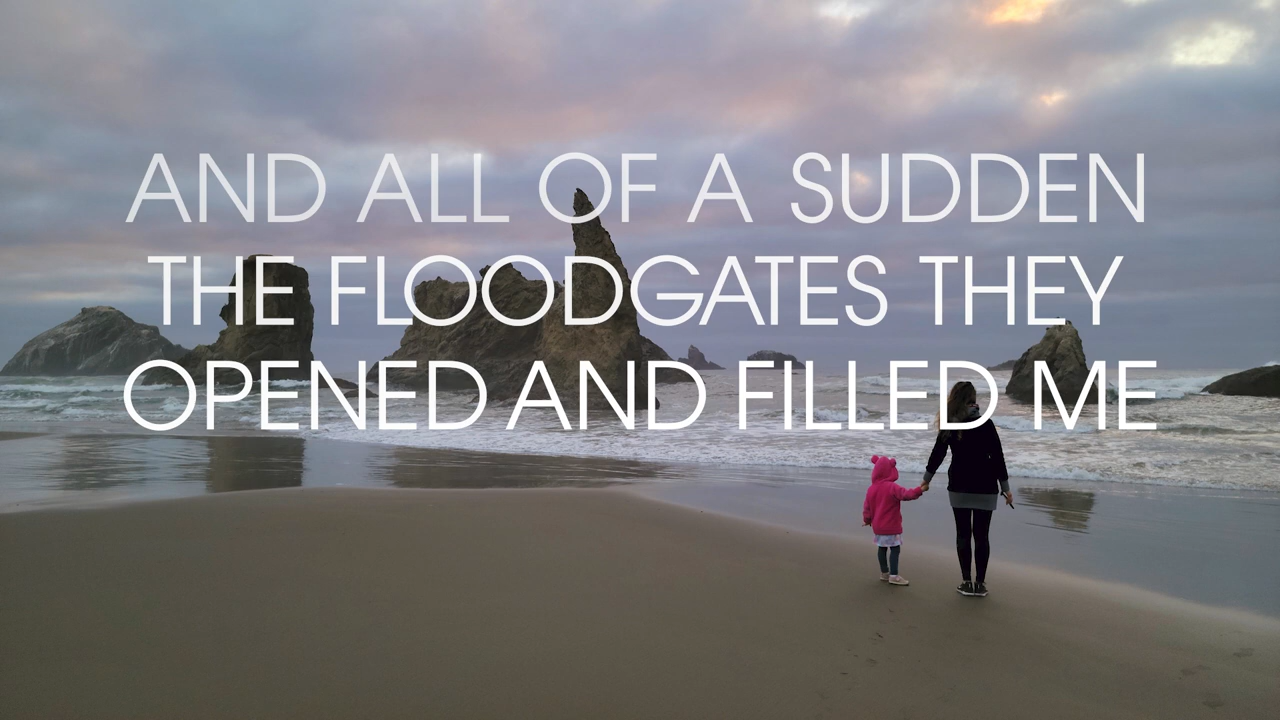 AND ALL OF A SUDDEN
THE FLOODGATES THEY
OPENED AND FILLED ME